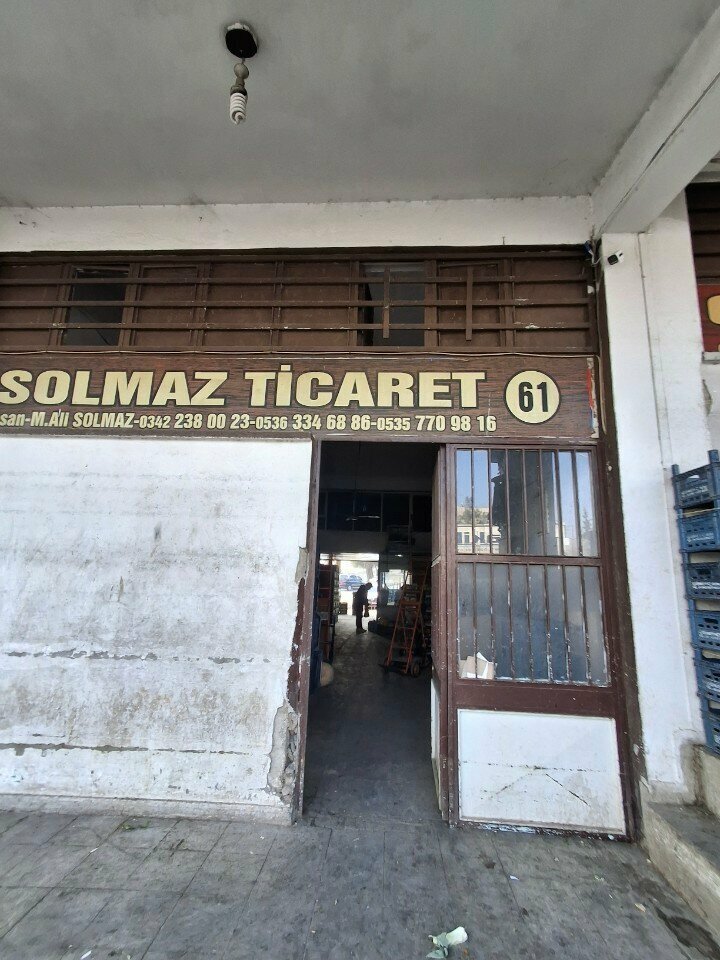 SOLMAZ TİCARET 61
san-M.Ali SOLMAZ-0342 238 00 23-0536 334 68 86-0535 770 98 16